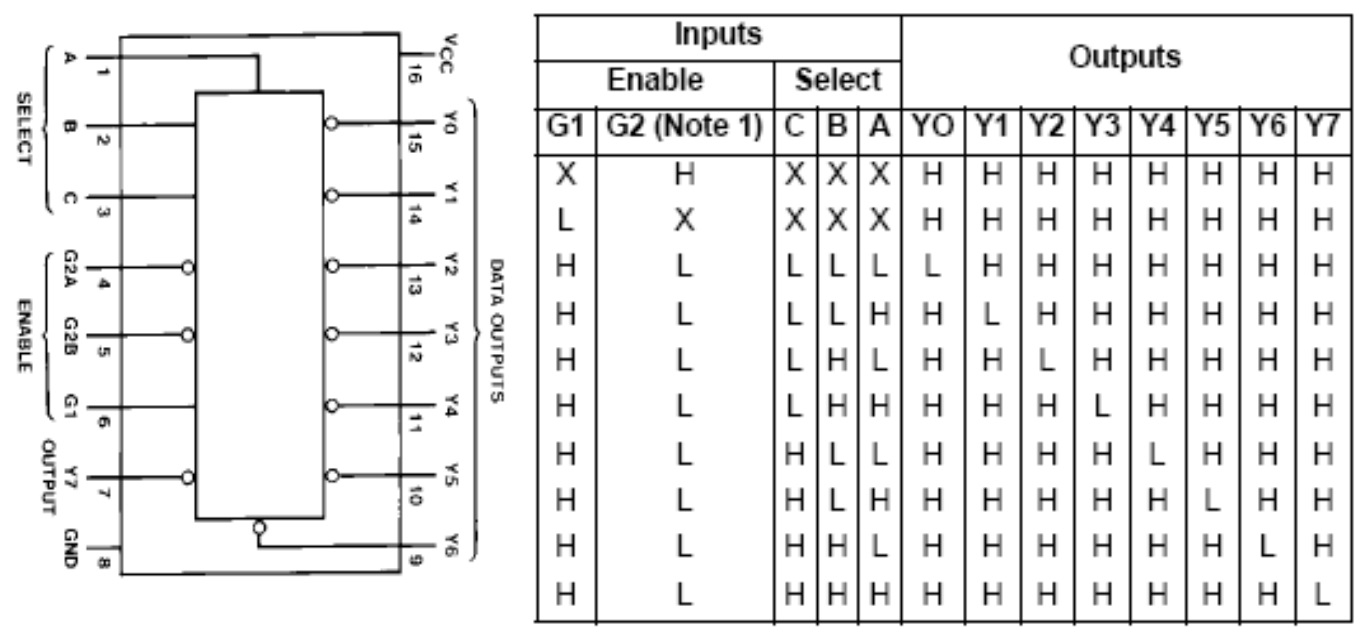 SELECT
A 1
B 2
C 3
ENABLE
G2A 4
G2B 5
G1 6
OUTPUT
Y7 7
GND 8
VCC 16
Y0 15
Y1 14
Y2 13
Y3 12
Y4 11
Y5 10
Y6 9
DATA OUTPUTS
Inputs Outputs
Enable Select
G1 G2 (Note 1) C B A YO Y1 Y2 Y3 Y4 Y5 Y6 Y7
X H X X X H H H H H H H H
L X X X X H H H H H H H H
H L L L L L H H H H H H H
H L L L H H L H H H H H H
H L L H L H H L H H H H H
H L L H H H H H L H H H H
H L H L L H H H H L H H H
H L H L H H H H H H L H H
H L H H L H H H H H H L H
H L H H H H H H H H H H L